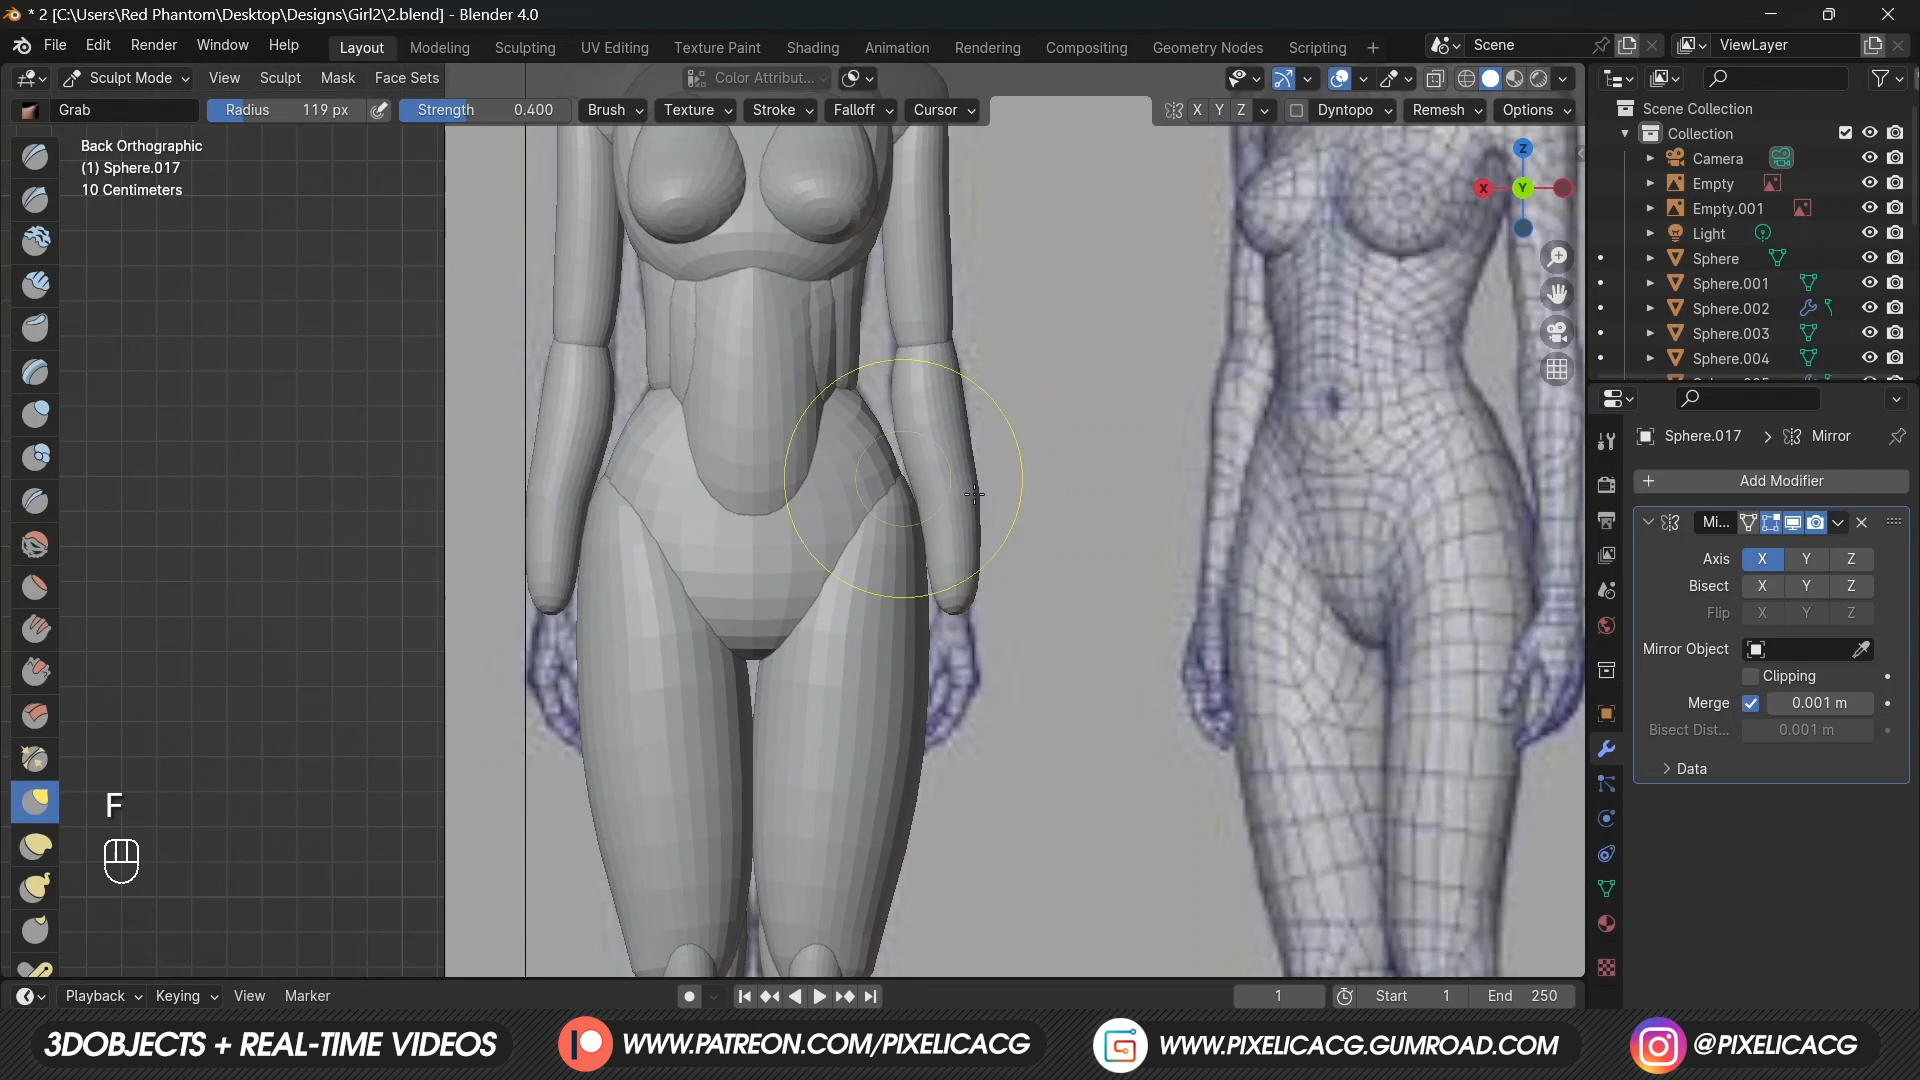 * 2 [C:\Users\Red Phantom\Desktop\Designs\Girl2\2.blend] - Blender 4.0
File Edit Render Window Help Layout Modeling Sculpting UV Editing Texture Paint Shading Animation Rendering Compositing Geometry Nodes Scripting + Scene ViewLayer
Sculpt Mode View Sculpt Mask Face Sets Color Attribut...
Grab Radius 119 px Strength 0.400 Brush Texture Stroke Falloff Cursor X Y Z Dyntopo Remesh Options
Back Orthographic
(1) Sphere.017
10 Centimeters
Z
X Y
F
Scene Collection
Collection
Camera
Empty
Empty.001
Light
Sphere
Sphere.001
Sphere.002
Sphere.003
Sphere.004
Sphere.017 > Mirror
+ Add Modifier
Mi...
Axis X Y Z
Bisect X Y Z
Flip X Y Z
Mirror Object
Clipping
Merge 0.001 m
Bisect Dist... 0.001 m
> Data
Playback Keying View Marker 1 Start 1 End 250
3DOBJECTS + REAL-TIME VIDEOS WWW.PATREON.COM/PIXELICACG WWW.PIXELICACG.GUMROAD.COM @PIXELICACG